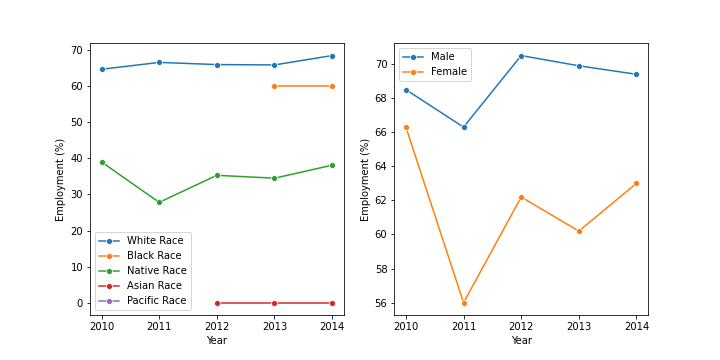 70
60
50
40
30
20
10
0
Employment (%)
White Race
Black Race
Native Race
Asian Race
Pacific Race
2010 2011 2012 2013 2014
Year
70
68
66
64
62
60
58
56
Employment (%)
Male
Female
2010 2011 2012 2013 2014
Year